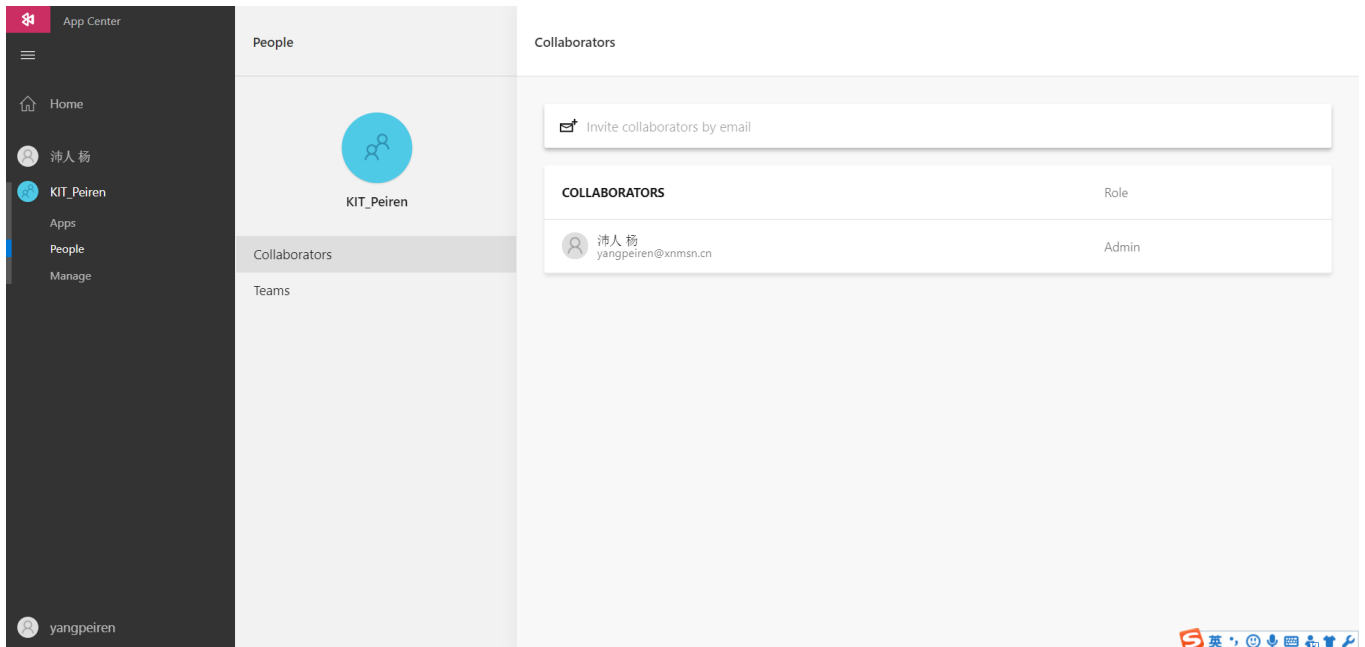 App Center
Home
沛人 杨
KIT_Peiren
Apps
People
Manage
yangpeiren
People
KIT_Peiren
Collaborators
Teams
Collaborators
Invite collaborators by email
COLLABORATORS Role
沛人 杨
yangpeiren@xnmsn.cn
Admin
英